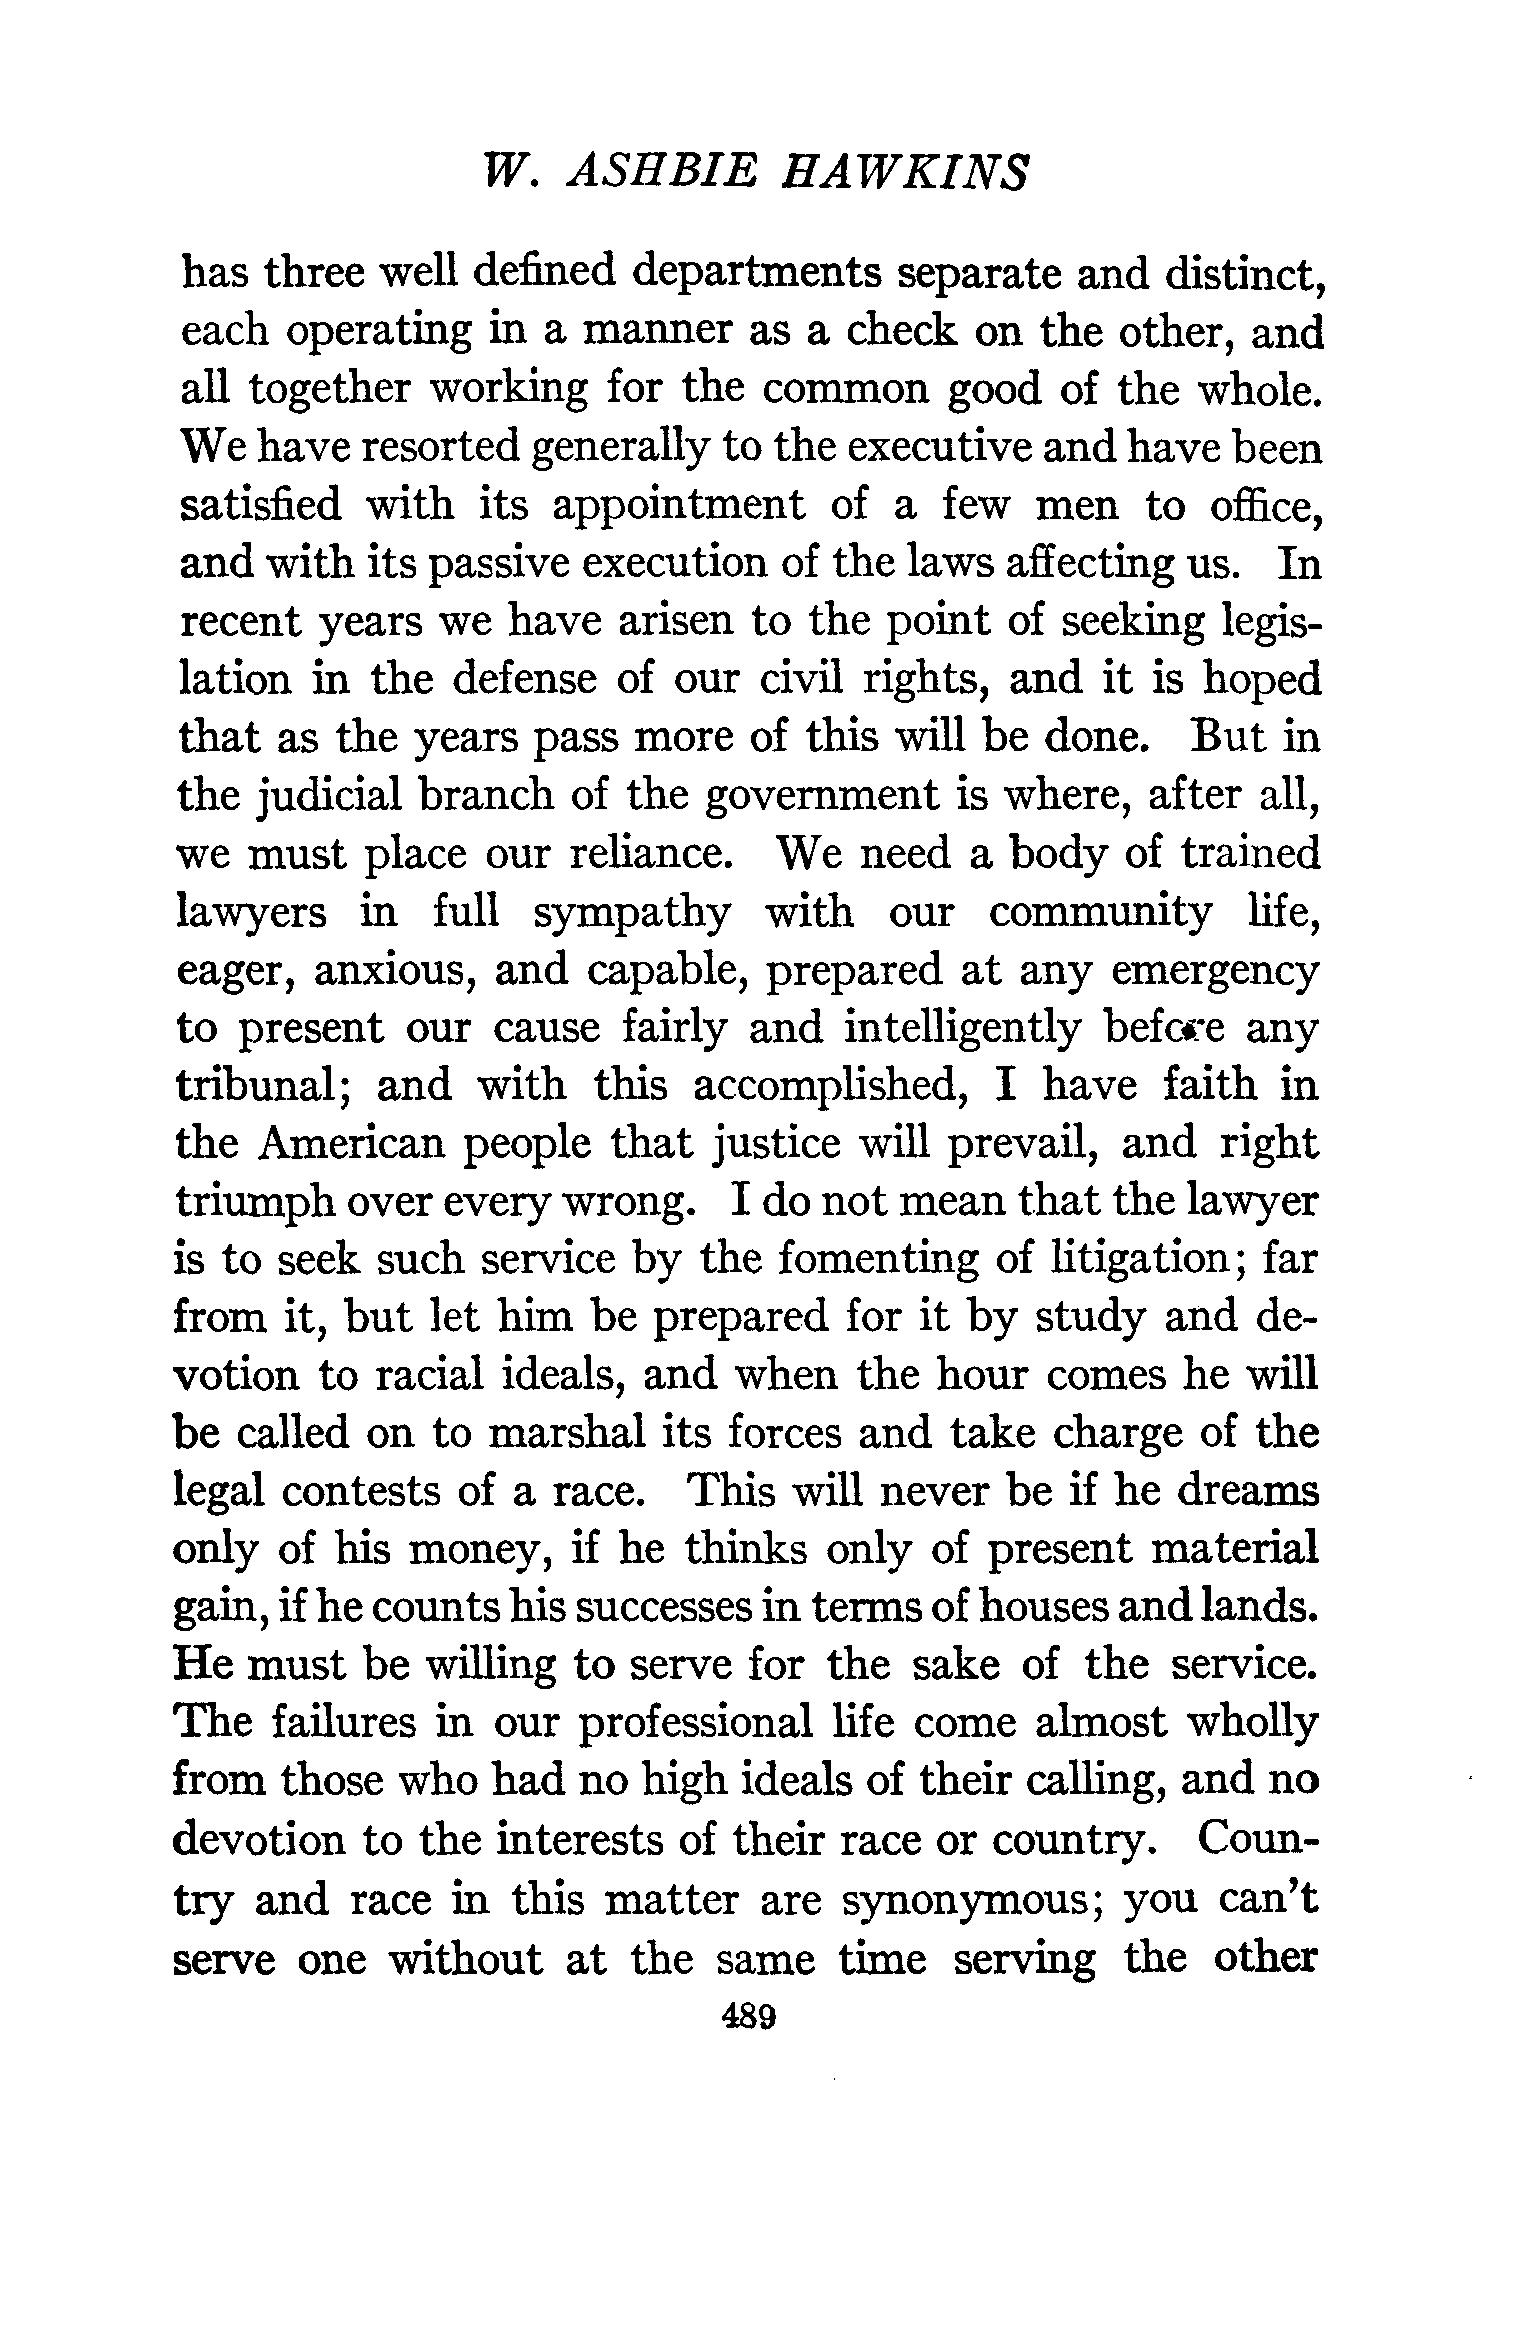 W. ASHBIE HAWKINS
has three well defined departments separate and distinct,
each operating in a manner as a check on the other, and
all together working for the common good of the whole.
We have resorted generally to the executive and have been
satisfied with its appointment of a few men to office,
and with its passive execution of the laws affecting us. In
recent years we have arisen to the point of seeking legis-
lation in the defense of our civil rights, and it is hoped
that as the years pass more of this will be done. But in
the judicial branch of the government is where, after all,
we must place our reliance. We need a body of trained
lawyers in full sympathy with our community life,
eager, anxious, and capable, prepared at any emergency
to present our cause fairly and intelligently before any
tribunal; and with this accomplished, I have faith in
the American people that justice will prevail, and right
triumph over every wrong. I do not mean that the lawyer
is to seek such service by the fomenting of litigation; far
from it, but let him be prepared for it by study and de-
votion to racial ideals, and when the hour comes he will
be called on to marshal its forces and take charge of the
legal contests of a race. This will never be if he dreams
only of his money, if he thinks only of present material
gain, if he counts his successes in terms of houses and lands.
He must be willing to serve for the sake of the service.
The failures in our professional life come almost wholly
from those who had no high ideals of their calling, and no
devotion to the interests of their race or country. Coun-
try and race in this matter are synonymous; you can't
serve one without at the same time serving the other
489